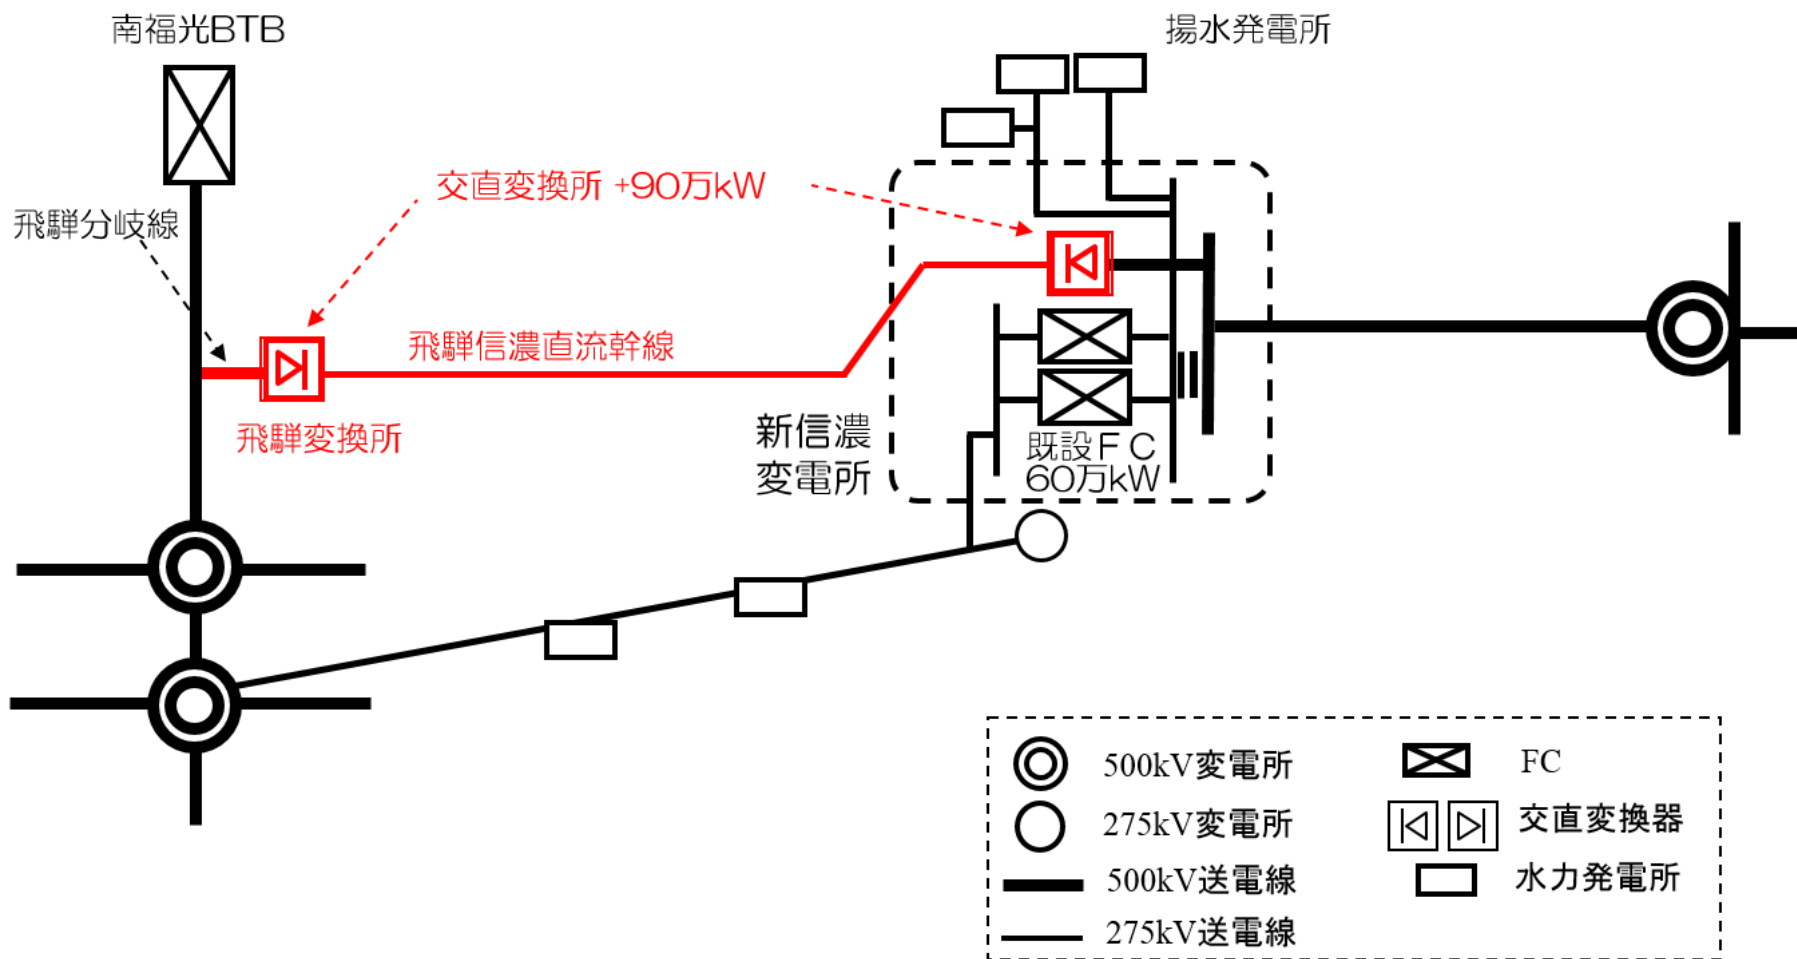 南福光BTB
揚水発電所
交直変換所 +90万kW
飛騨分岐線
飛騨信濃直流幹線
飛騨変換所
新信濃
変電所
既設FC
60万kW
500kV変電所
FC
275kV変電所
交直変換器
500kV送電線
水力発電所
275kV送電線